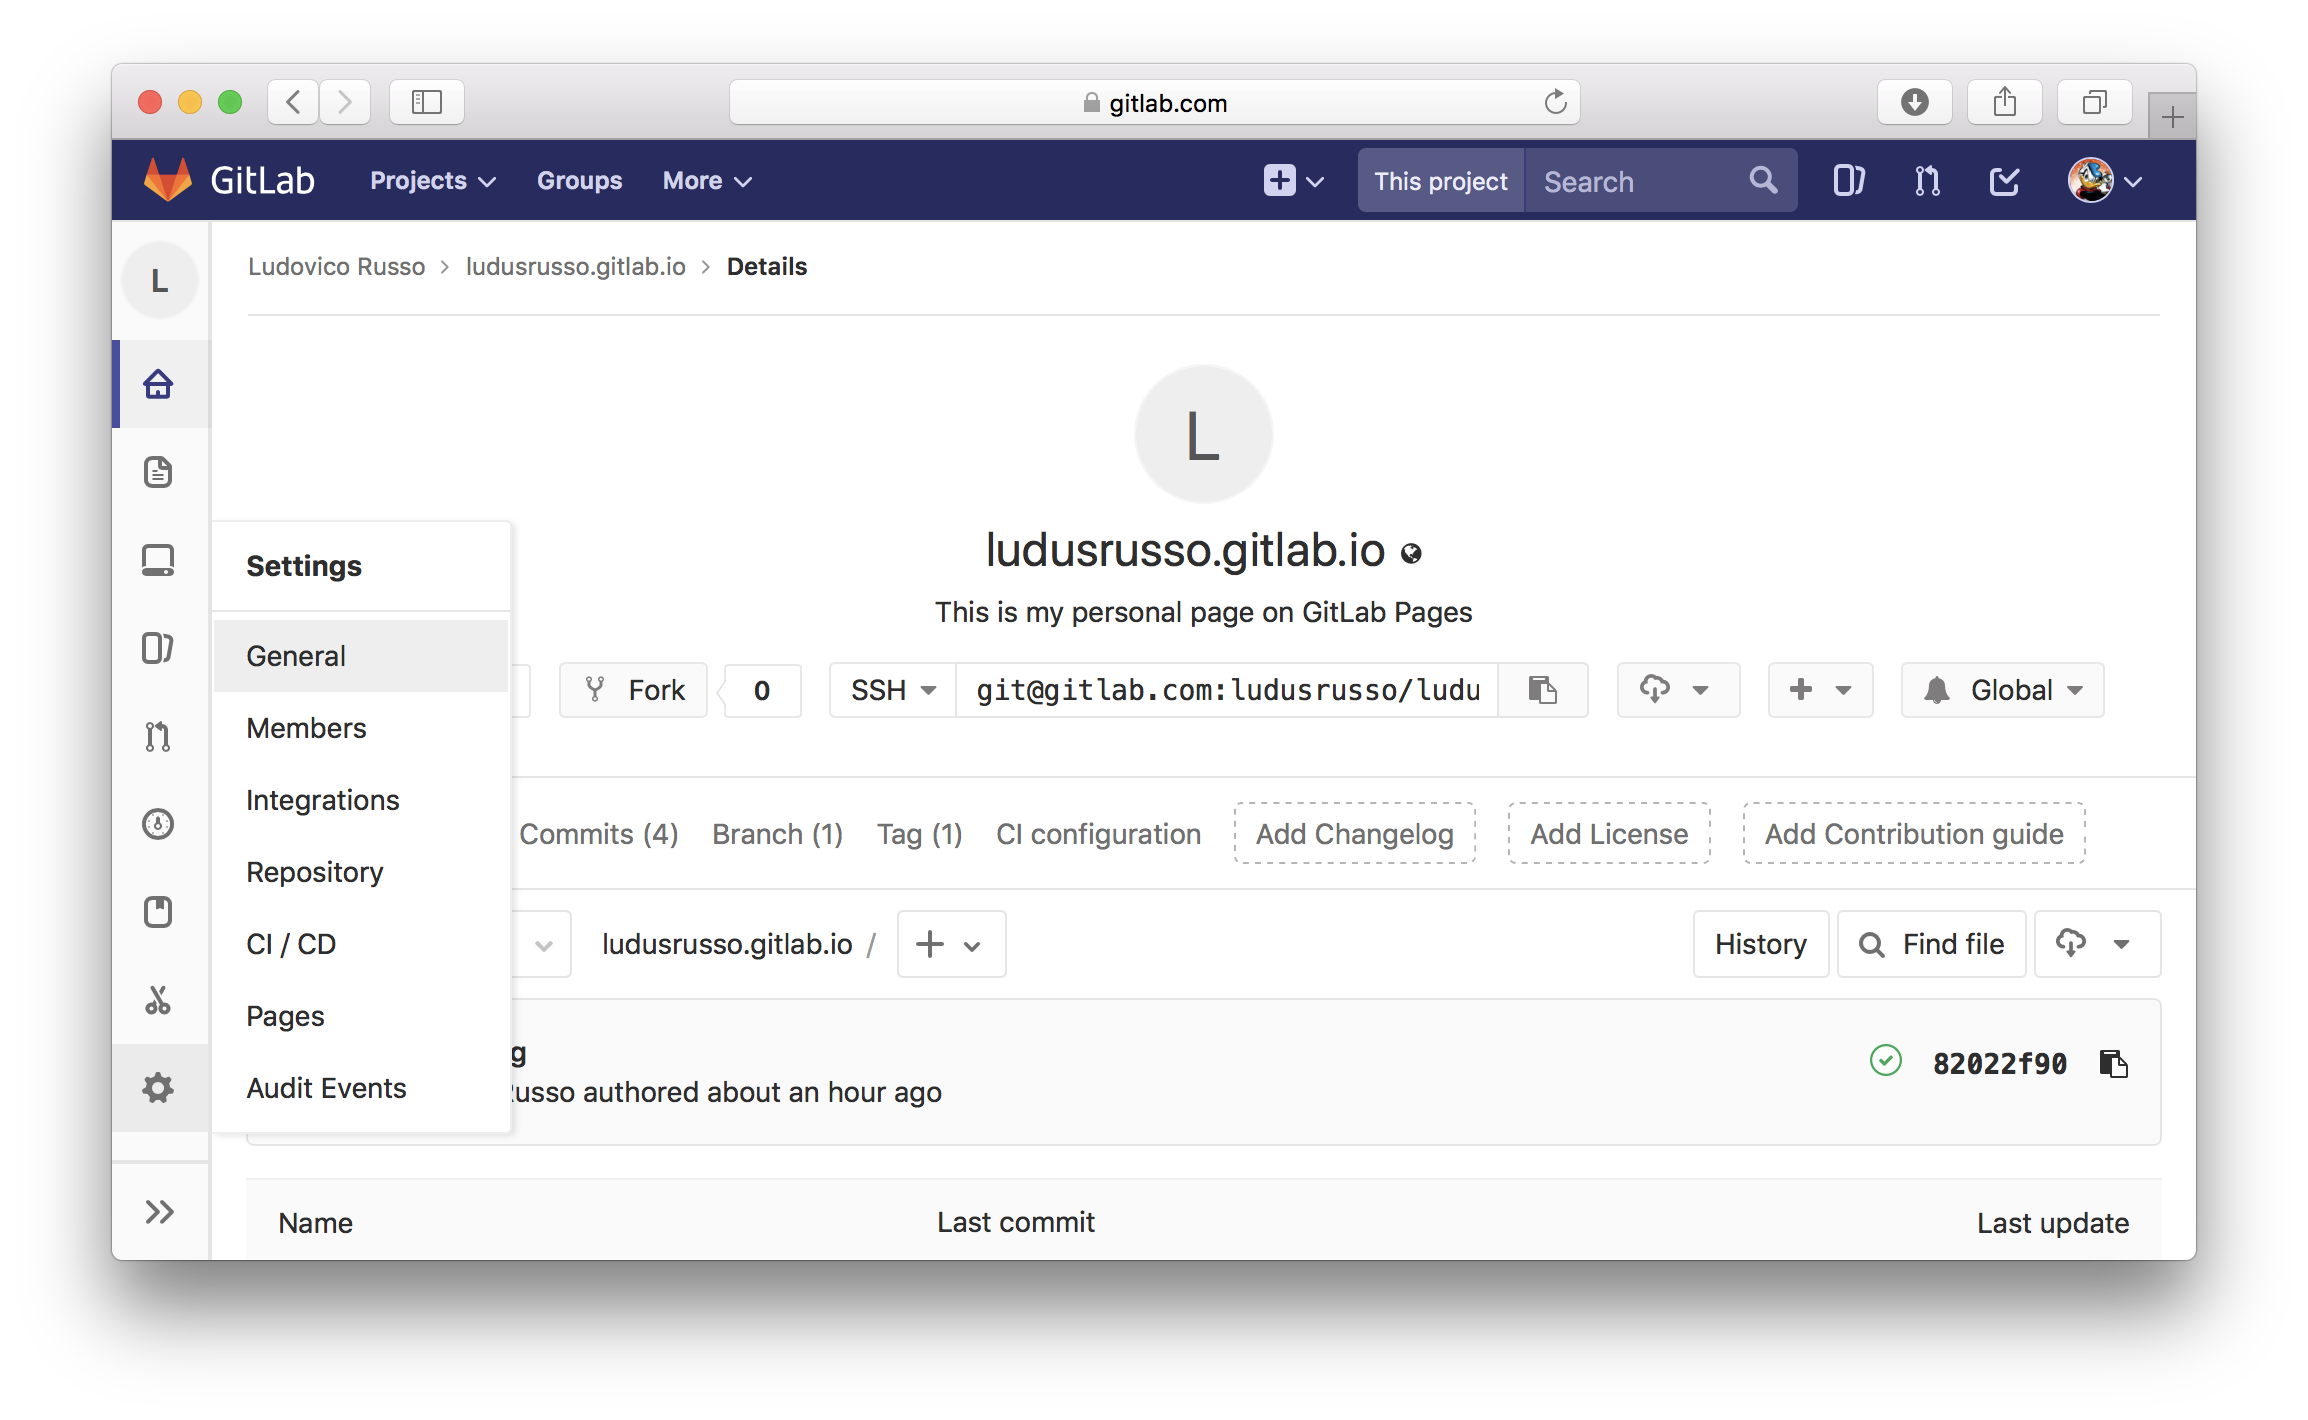 gitlab.com
GitLab Projects Groups More This project Search
L
Ludovico Russo > ludusrusso.gitlab.io > Details
L
ludusrusso.gitlab.io
This is my personal page on GitLab Pages
Fork 0 SSH git@gitlab.com:ludusrusso/ludu Global
Settings
General
Members
Integrations
Repository
CI / CD
Pages
Audit Events
Commits (4) Branch (1) Tag (1) CI configuration Add Changelog Add License Add Contribution guide
ludusrusso.gitlab.io / History Find file
g
Russo authored about an hour ago 82022f90
Name Last commit Last update